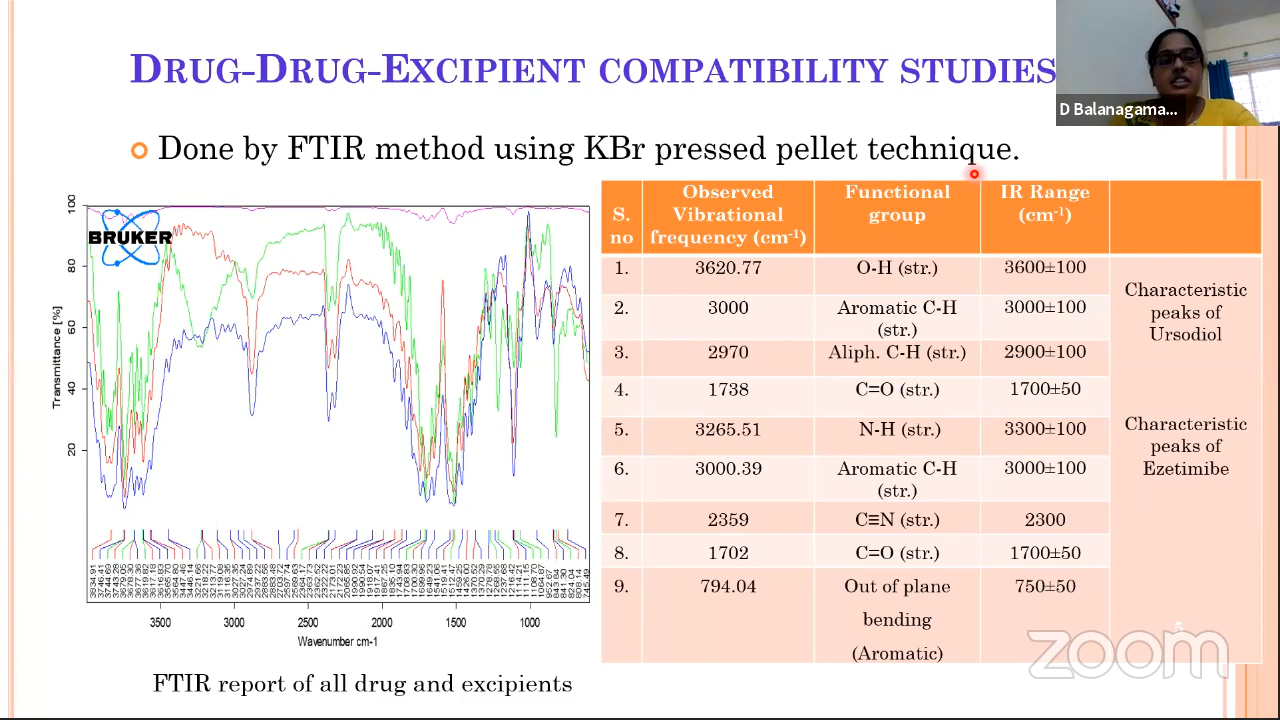 DRUG-DRUG-EXCIPIENT COMPATIBILITY STUDIES
D Balanagama...
Done by FTIR method using KBr pressed pellet technique.
BRUKER
Transmittance [%]
100
80
60
40
20
3500 3000 2500 2000 1500 1000
Wavenumber cm-1
FTIR report of all drug and excipients
S. no Observed Vibrational frequency (cm-1) Functional group IR Range (cm-1)
1. 3620.77 O-H (str.) 3600±100
2. 3000 Aromatic C-H (str.) 3000±100
3. 2970 Aliph. C-H (str.) 2900±100
4. 1738 C=O (str.) 1700±50
Characteristic
peaks of
Ursodiol
5. 3265.51 N-H (str.) 3300±100
6. 3000.39 Aromatic C-H (str.) 3000±100
7. 2359 C≡N (str.) 2300
8. 1702 C=O (str.) 1700±50
9. 794.04 Out of plane bending (Aromatic) 750±50
Characteristic
peaks of
Ezetimibe
5
zoom